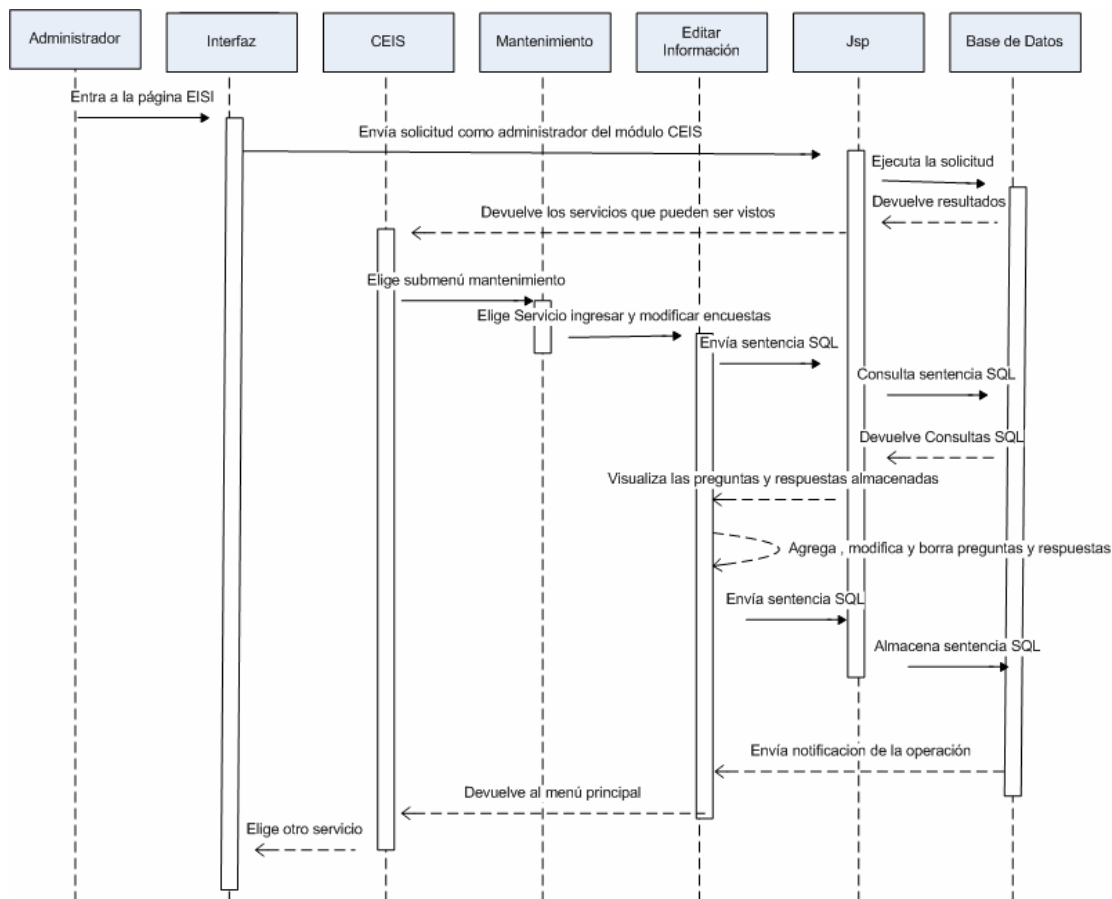 Administrador
Interfaz
CEIS
Mantenimiento
Editar
Información
Jsp
Base de Datos
Entra a la página EISI
Envía solicitud como administrador del módulo CEIS
Ejecuta la solicitud
Devuelve resultados
Devuelve los servicios que pueden ser vistos
Elige submenú mantenimiento
Elige Servicio ingresar y modificar encuestas
Envía sentencia SQL
Consulta sentencia SQL
Devuelve Consultas SQL
Visualiza las preguntas y respuestas almacenadas
Agrega , modifica y borra preguntas y respuestas
Envía sentencia SQL
Almacena sentencia SQL
Envía notificacion de la operación
Devuelve al menú principal
Elige otro servicio